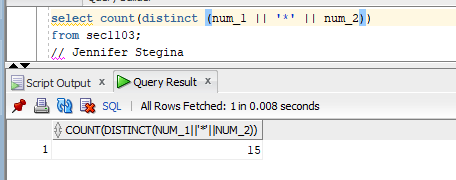 select count(distinct (num_1 || '*' || num_2))
from sec1103;
// Jennifer Stegina
Script Output x Query Result x
SQL | All Rows Fetched: 1 in 0.008 seconds
COUNT(DISTINCT(NUM_1||'*'||NUM_2))
1 15